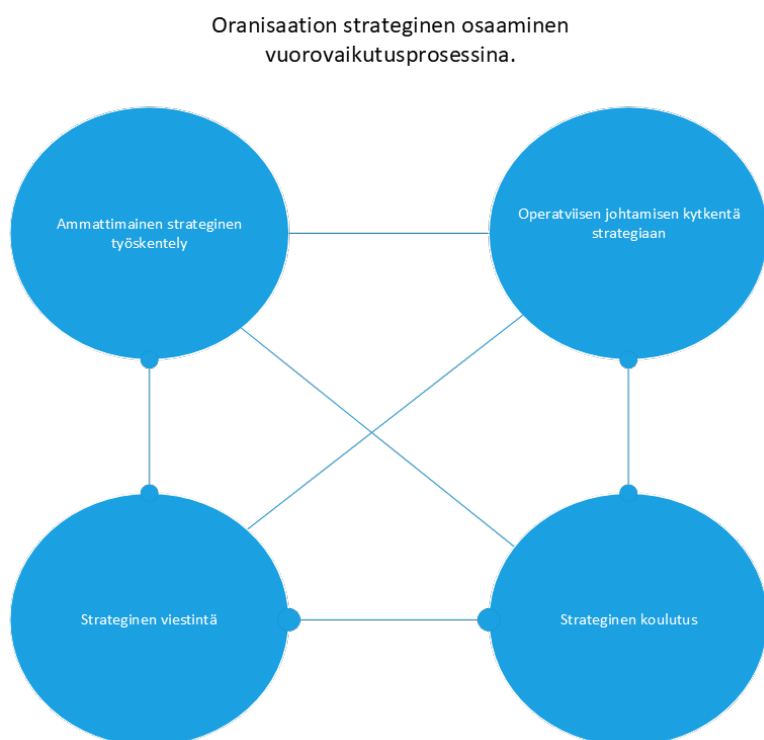 Oranisaation strateginen osaaminen
vuorovaikutusprosessina.
Ammattimainen strateginen
työskentely
Operatviisen johtamisen kytkentä
strategiaan
Strateginen viestintä
Strateginen koulutus